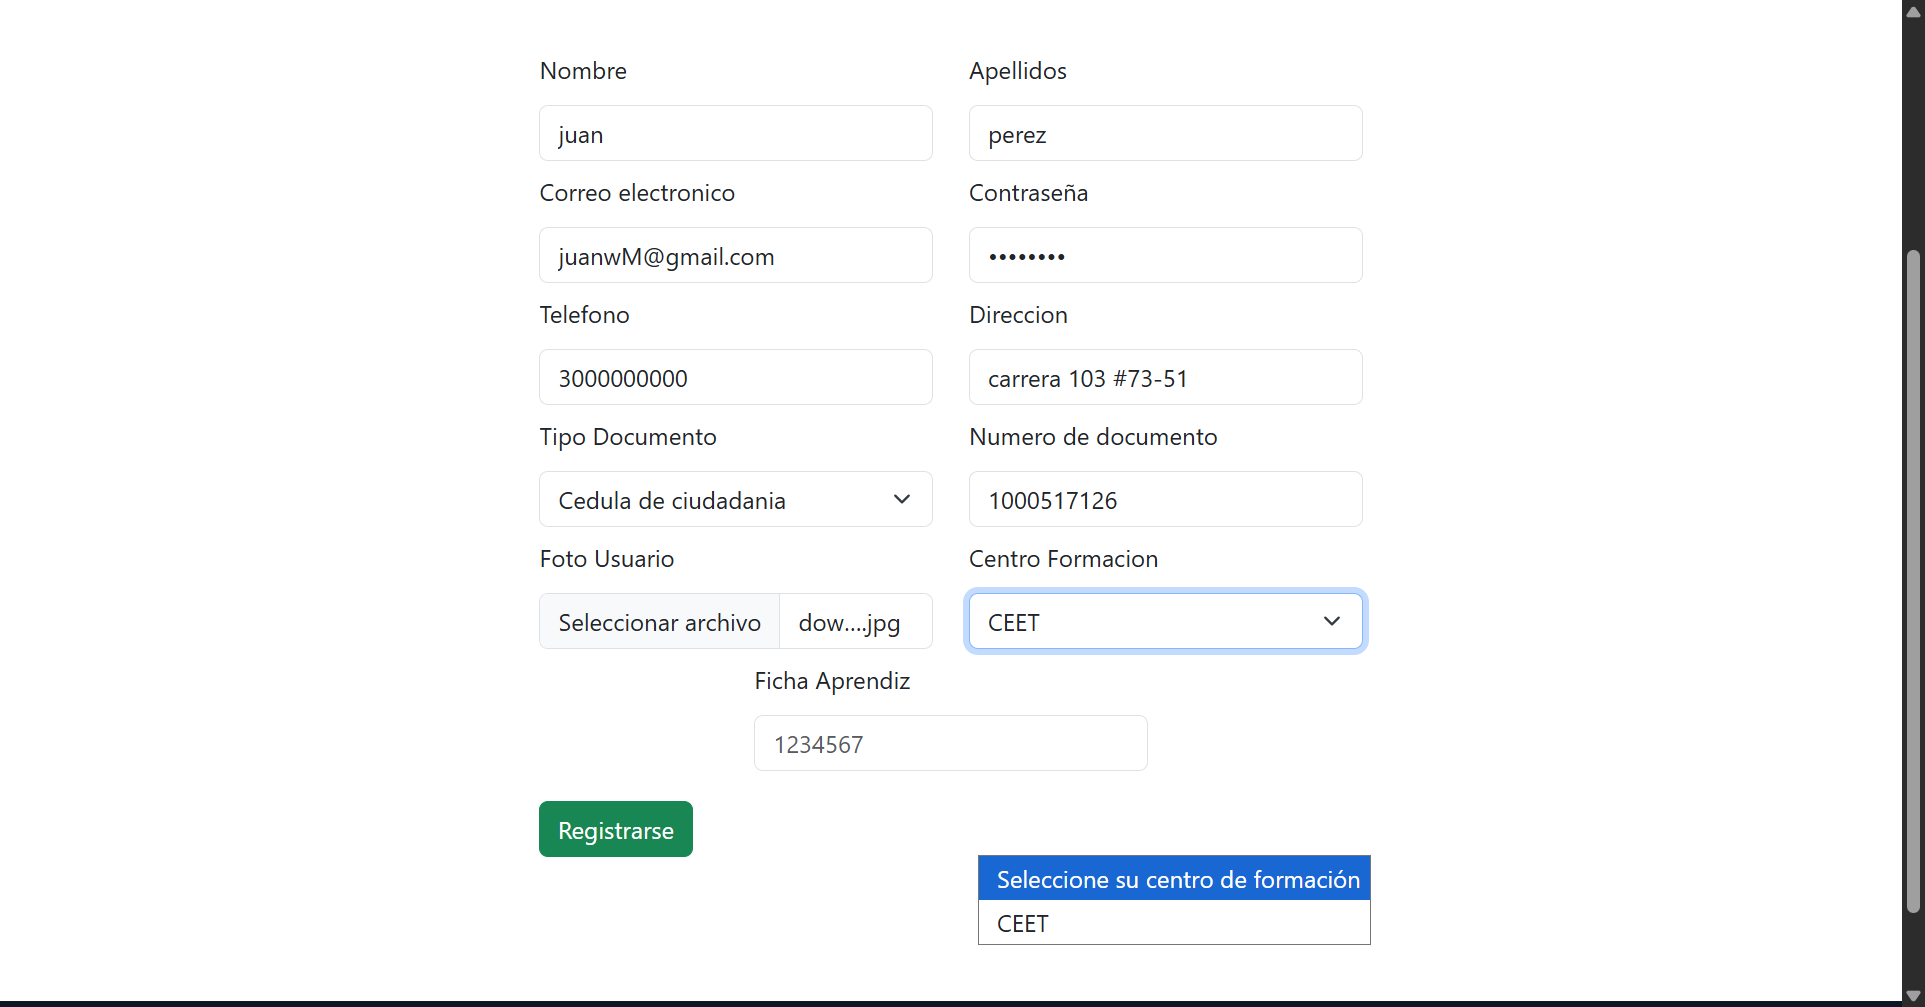 Nombre
Apellidos
juan
perez
Correo electronico
Contraseña
juanwM@gmail.com
••••••••
Telefono
Direccion
3000000000
carrera 103 #73-51
Tipo Documento
Numero de documento
Cedula de ciudadania
1000517126
Foto Usuario
Centro Formacion
Seleccionar archivo
dow....jpg
CEET
Ficha Aprendiz
1234567
Registrarse
Seleccione su centro de formación
CEET